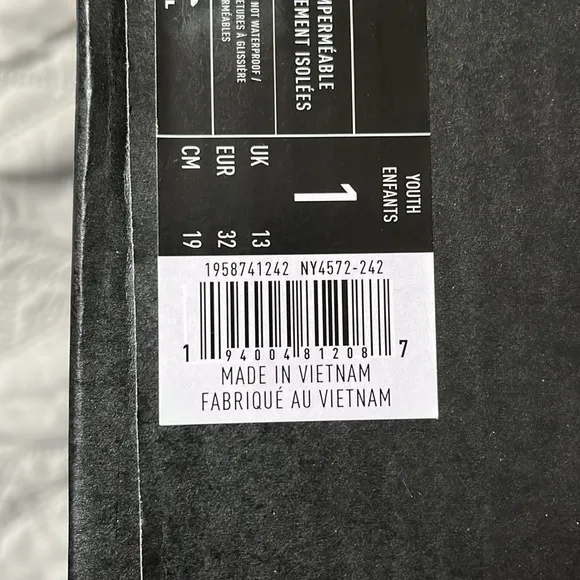 NOT WATERPROOF /
IMPERMÉABLE
EMENT ISOLÉES
YOUTH
ENFANTS
1
UK 13
EUR 32
CM 19
1958741242 NY4572-242
1 94004 81208 7
MADE IN VIETNAM
FABRIQUÉ AU VIETNAM